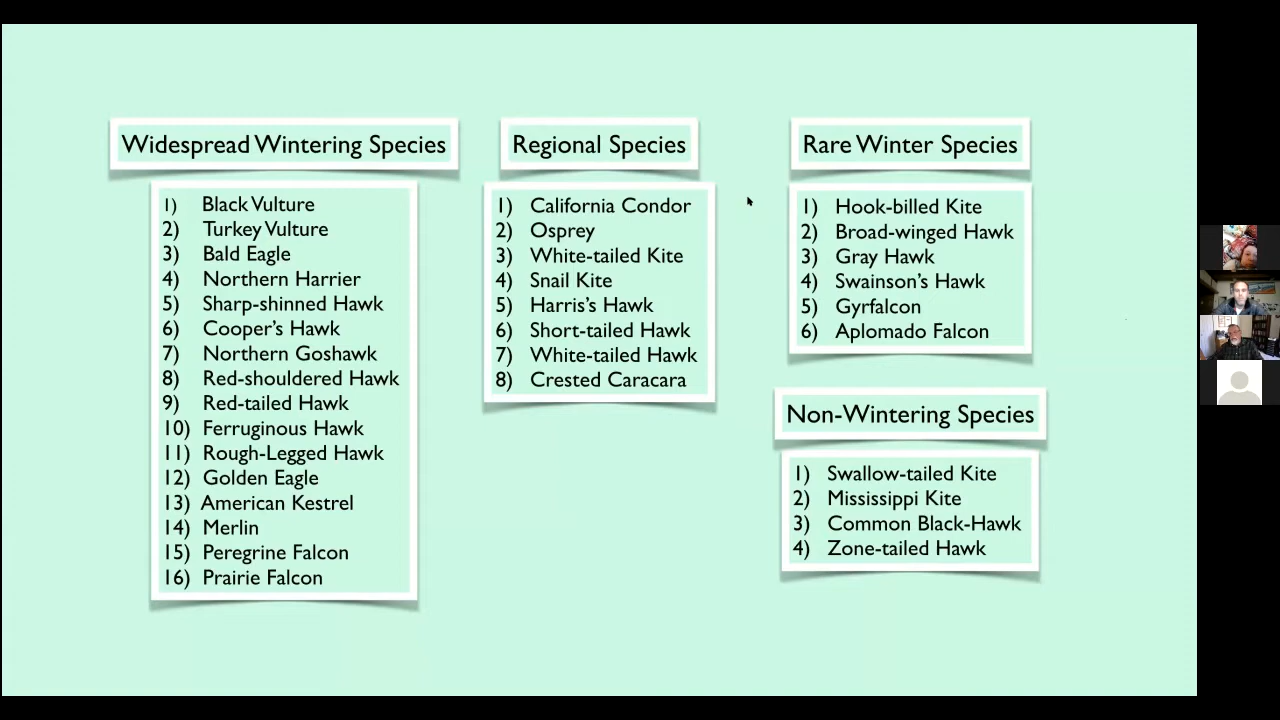 Widespread Wintering Species
1) Black Vulture
2) Turkey Vulture
3) Bald Eagle
4) Northern Harrier
5) Sharp-shinned Hawk
6) Cooper's Hawk
7) Northern Goshawk
8) Red-shouldered Hawk
9) Red-tailed Hawk
10) Ferruginous Hawk
11) Rough-Legged Hawk
12) Golden Eagle
13) American Kestrel
14) Merlin
15) Peregrine Falcon
16) Prairie Falcon
Regional Species
1) California Condor
2) Osprey
3) White-tailed Kite
4) Snail Kite
5) Harris's Hawk
6) Short-tailed Hawk
7) White-tailed Hawk
8) Crested Caracara
Rare Winter Species
1) Hook-billed Kite
2) Broad-winged Hawk
3) Gray Hawk
4) Swainson's Hawk
5) Gyrfalcon
6) Aplomado Falcon
Non-Wintering Species
1) Swallow-tailed Kite
2) Mississippi Kite
3) Common Black-Hawk
4) Zone-tailed Hawk